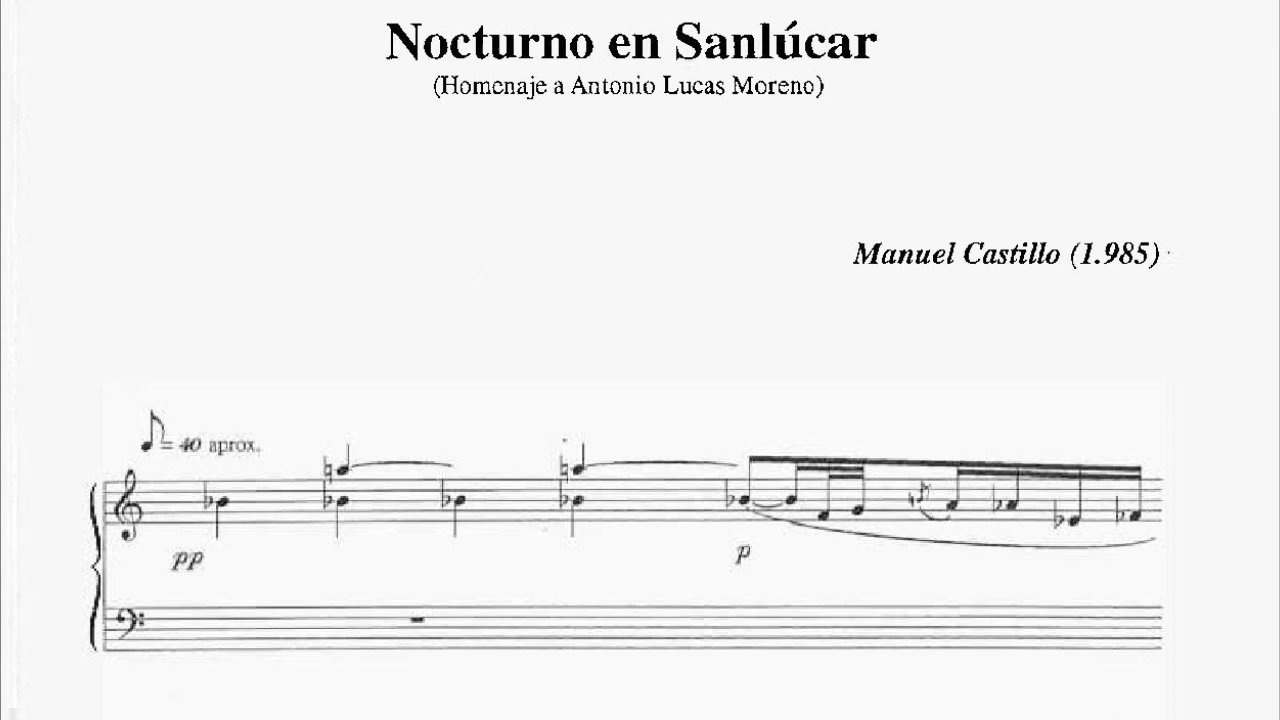 Nocturno en Sanlúcar
(Homenaje a Antonio Lucas Moreno)
Manuel Castillo (1.985)
♪ = 40 aprox.
pp
p